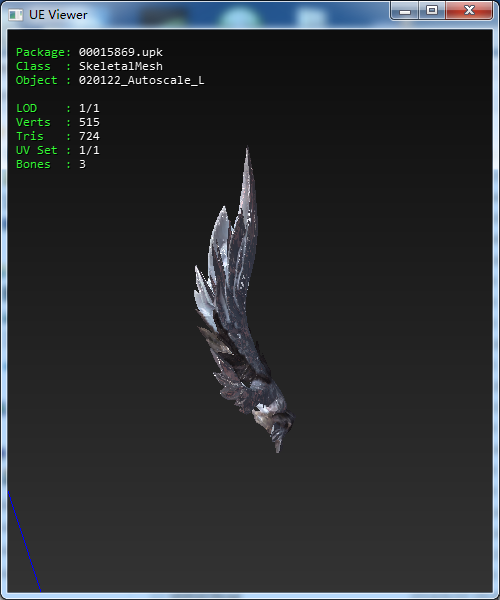 UE Viewer
Package: 00015869.upk
Class : SkeletalMesh
Object : 020122_Autoscale_L
LOD : 1/1
Verts : 515
Tris : 724
UV Set : 1/1
Bones : 3